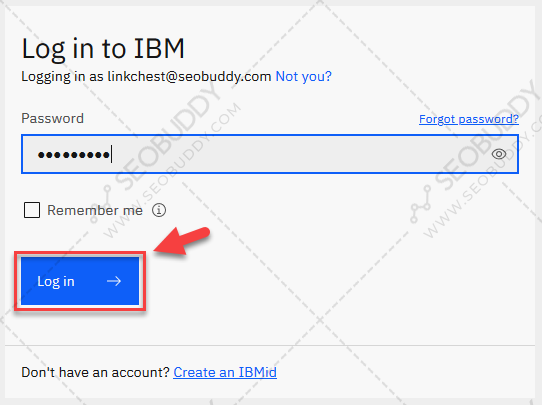 Log in to IBM
Logging in as linkchest@seobuddy.com Not you?
Password Forgot password?
•••••••••
Remember me
Log in
Don't have an account? Create an IBMid
SEOBUDDY
WWW.SEOBUDDY.COM
SEOBUDDY
WWW.SEOBUDDY.COM